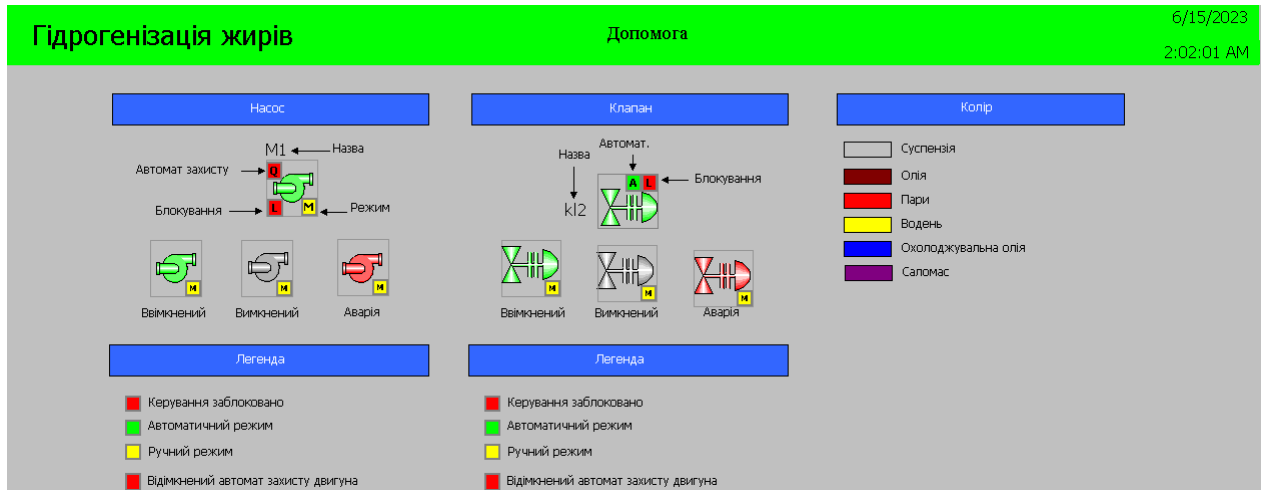 Гідрогенізація жирів
Допомога
6/15/2023
2:02:01 AM
Насос
M1
Назва
Автомат захисту
Q
Блокування
L
M
Режим
M
M
M
Ввімкнений
Вимкнений
Аварія
Легенда
Керування заблоковано
Автоматичний режим
Ручний режим
Відімкнений автомат захисту двигуна
Клапан
Автомат.
Назва
A
L
Блокування
kl2
M
M
M
Ввімкнений
Вимкнений
Аварія
Легенда
Керування заблоковано
Автоматичний режим
Ручний режим
Відімкнений автомат захисту двигуна
Колір
Суспензія
Олія
Пари
Водень
Охолоджувальна олія
Саломас